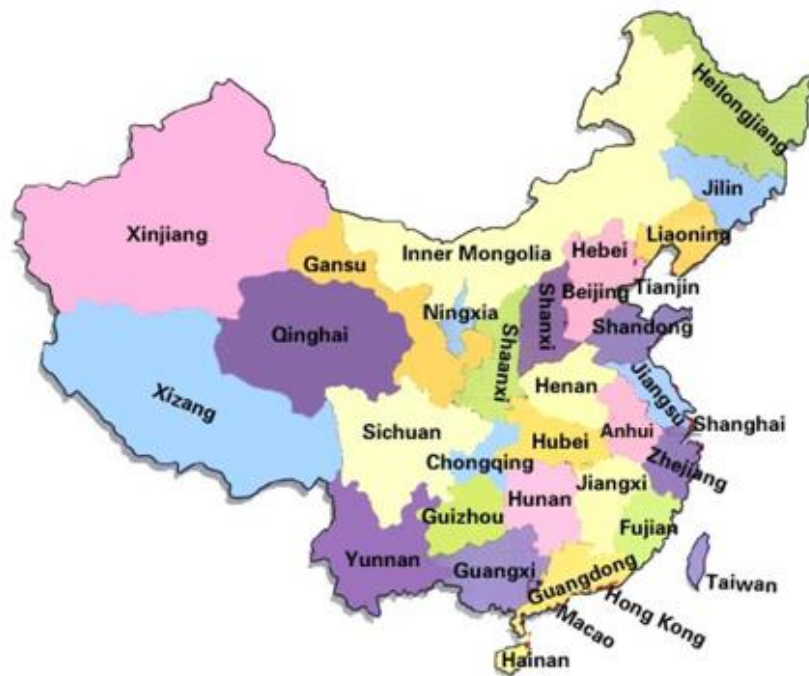 Heilongjiang
Jilin
Xinjiang
Inner Mongolia
Hebei
Liaoning
Gansu
Beijing
Tianjin
Ningxia
Shanxi
Shandong
Qinghai
Shaanxi
Xizang
Henan
Jiangsu
Sichuan
Hubei
Anhui
Shanghai
Chongqing
Zhejiang
Hunan
Jiangxi
Guizhou
Fujian
Yunnan
Guangxi
Guangdong
Taiwan
Hong Kong
Macao
Hainan